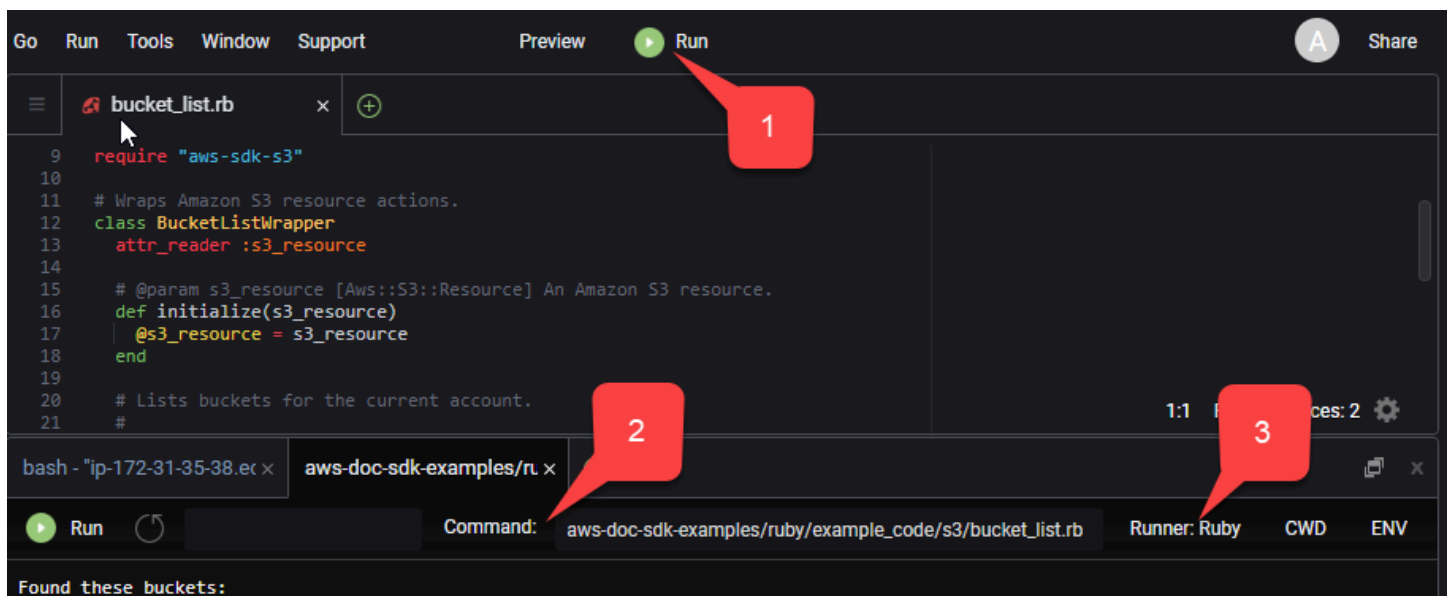 Go Run Tools Window Support Preview Run A Share
bucket_list.rb × 
1
9 require "aws-sdk-s3"
10
11 # Wraps Amazon S3 resource actions.
12 class BucketListWrapper
13 attr_reader :s3_resource
14
15 # @param s3_resource [Aws::S3::Resource] An Amazon S3 resource.
16 def initialize(s3_resource)
17 @s3_resource = s3_resource
18 end
19
20 # Lists buckets for the current account.
21 #
1:1 ces: 2
2
3
bash - "ip-172-31-35-38.ec × aws-doc-sdk-examples/ru × ×
Run Command: aws-doc-sdk-examples/ruby/example_code/s3/bucket_list.rb Runner: Ruby CWD ENV
Found these buckets: